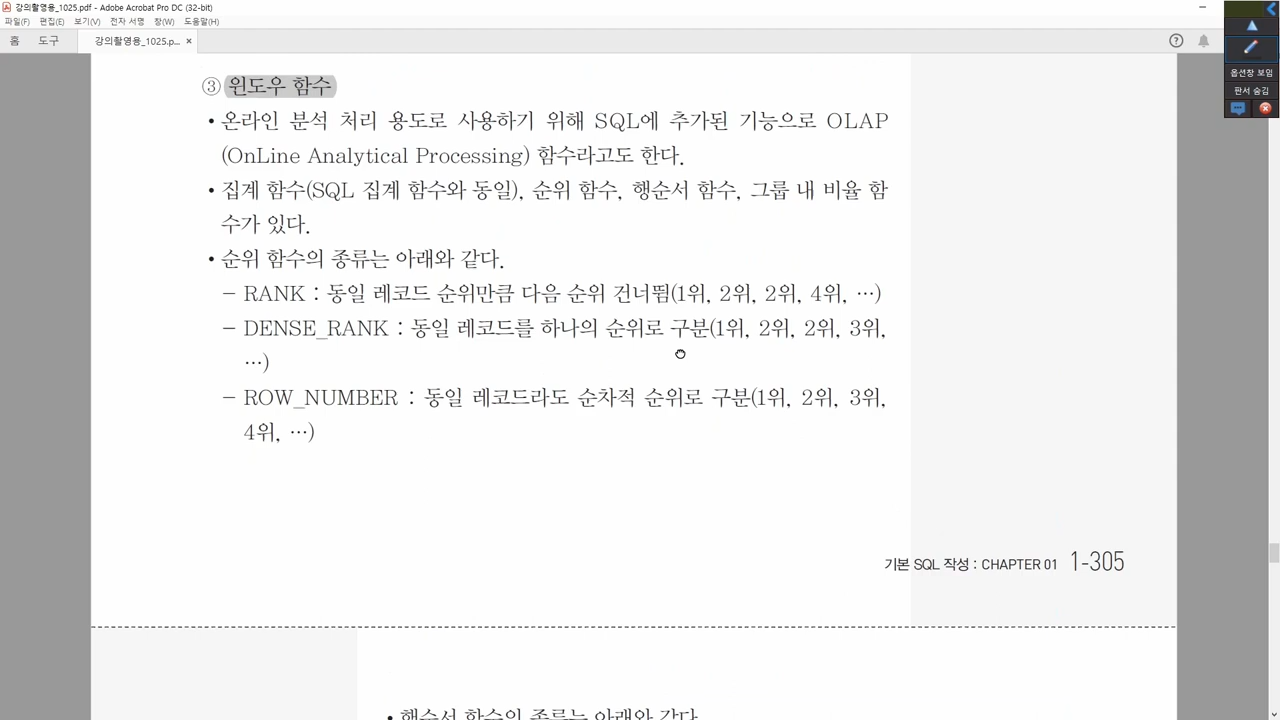 강의촬영용_1025.pdf - Adobe Acrobat Pro DC (32-bit)
파일(F) 편집(E) 보기(V) 전자 서명 창(W) 도움말(H)
홈 도구 강의촬영용_1025.p... ×
옵션창 보임
판서 숨김
③ 윈도우 함수
• 온라인 분석 처리 용도로 사용하기 위해 SQL에 추가된 기능으로 OLAP
(OnLine Analytical Processing) 함수라고도 한다.
• 집계 함수(SQL 집계 함수와 동일), 순위 함수, 행순서 함수, 그룹 내 비율 함
수가 있다.
• 순위 함수의 종류는 아래와 같다.
– RANK : 동일 레코드 순위만큼 다음 순위 건너뜀(1위, 2위, 2위, 4위, …)
– DENSE_RANK : 동일 레코드를 하나의 순위로 구분(1위, 2위, 2위, 3위,
…)
– ROW_NUMBER : 동일 레코드라도 순차적 순위로 구분(1위, 2위, 3위,
4위, …)
기본 SQL 작성 : CHAPTER 01 1-305
• 행순서 함수의 종류는 아래와 같다.